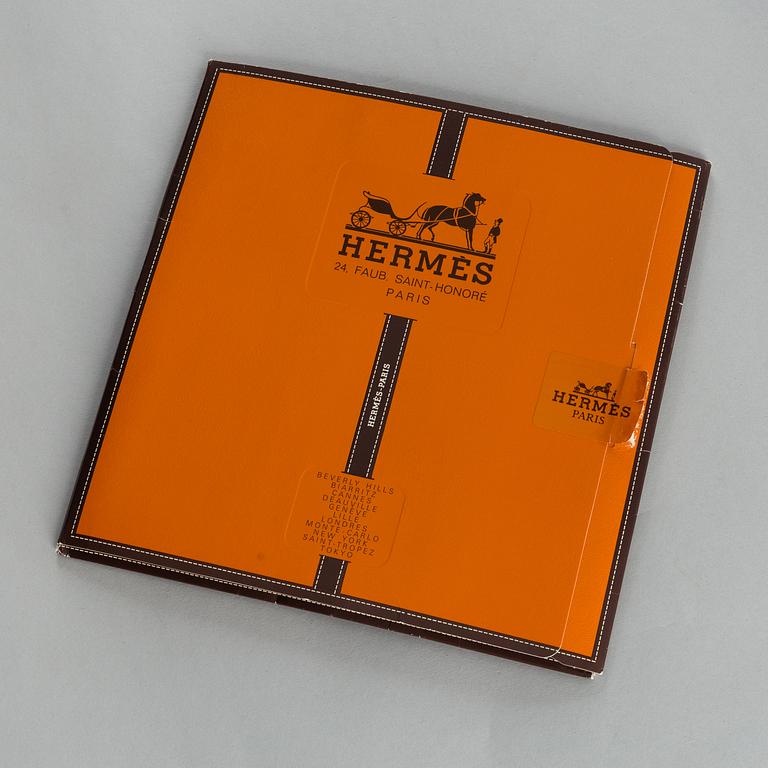 HERMÈS
24, FAUB. SAINT-HONORÉ
PARIS
HERMÈS-PARIS
HERMÈS
PARIS
BEVERLY HILLS
BIARRITZ
CANNES
DEAUVILLE
GENÈVE
LILLE
LONDRES
MONTE-CARLO
NEW YORK
SAINT-TROPEZ
TOKYO